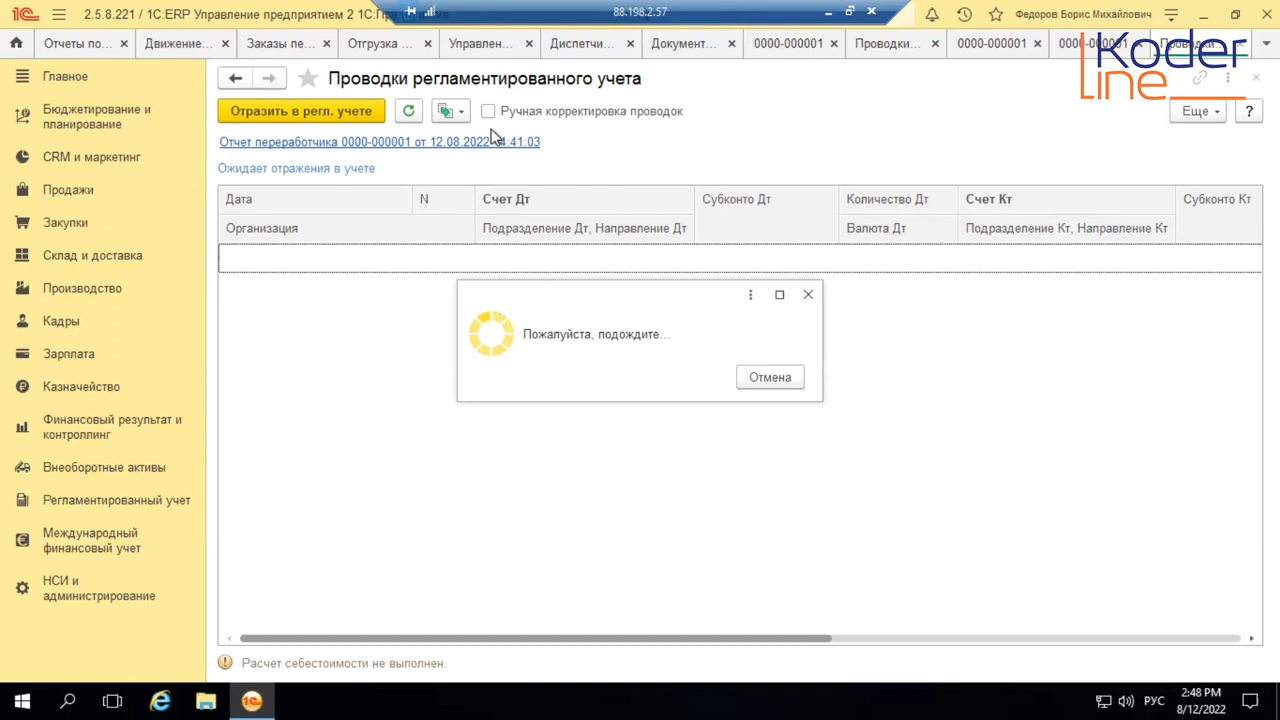 2.5.8.221 / 1С:ERP Управление предприятием 2 1С:Пр
88.198.2.57
Федоров Борис Михайлович
Отчеты по...
Движение...
Заказы пе...
Отгрузка ...
Управлен...
Диспетчи...
Документ...
0000-000001
Проводки...
0000-000001
0000-000001
Проводки
Koder
line
Главное
Бюджетирование и
планирование
CRM и маркетинг
Продажи
Закупки
Склад и доставка
Производство
Кадры
Зарплата
Казначейство
Финансовый результат и
контроллинг
Внеоборотные активы
Регламентированный учет
Международный
финансовый учет
НСИ и
администрирование
Проводки регламентированного учета
Отразить в регл. учете
Ручная корректировка проводок
Еще
?
Отчет переработчика 0000-000001 от 12.08.2022 14:41:03
Ожидает отражения в учете
Дата
N
Счет Дт
Субконто Дт
Количество Дт
Счет Кт
Субконто Кт
Организация
Подразделение Дт, Направление Дт
Валюта Дт
Подразделение Кт, Направление Кт
Пожалуйста, подождите...
Отмена
Расчет себестоимости не выполнен.
РУС
2:48 PM
8/12/2022